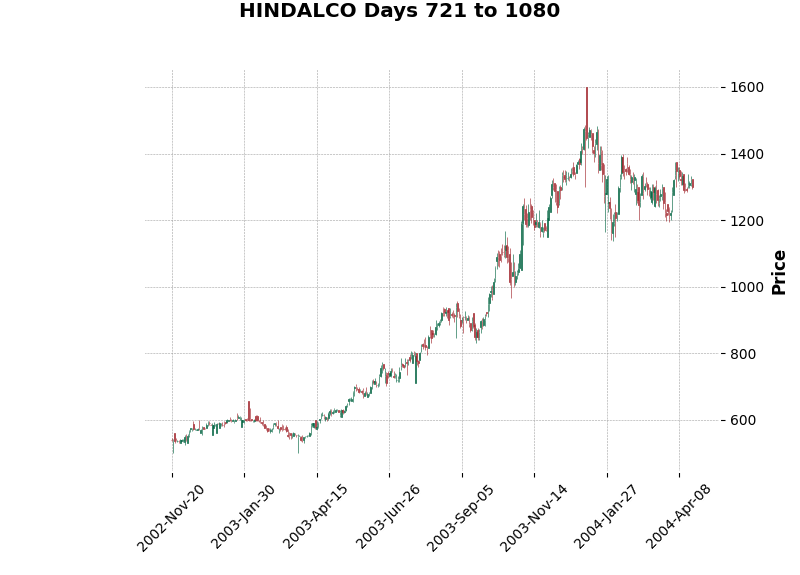 HINDALCO Days 721 to 1080
1600
1400
1200
1000
800
600
Price
2002-Nov-20
2003-Jan-30
2003-Apr-15
2003-Jun-26
2003-Sep-05
2003-Nov-14
2004-Jan-27
2004-Apr-08